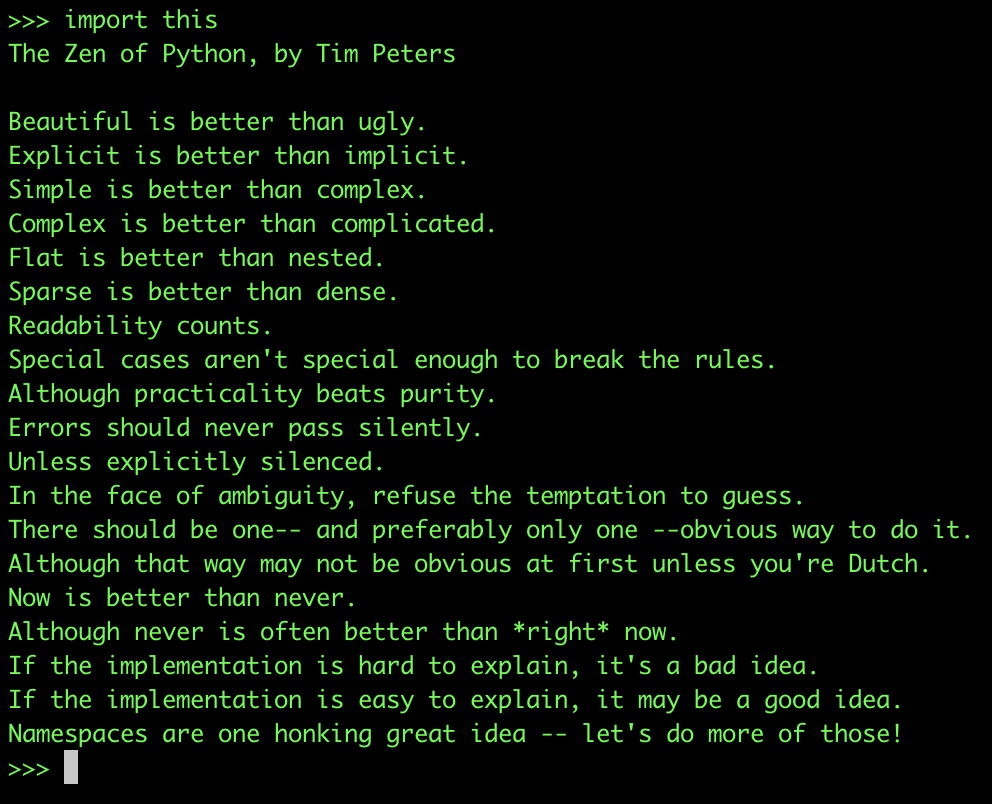 >>> import this
The Zen of Python, by Tim Peters

Beautiful is better than ugly.
Explicit is better than implicit.
Simple is better than complex.
Complex is better than complicated.
Flat is better than nested.
Sparse is better than dense.
Readability counts.
Special cases aren't special enough to break the rules.
Although practicality beats purity.
Errors should never pass silently.
Unless explicitly silenced.
In the face of ambiguity, refuse the temptation to guess.
There should be one-- and preferably only one --obvious way to do it.
Although that way may not be obvious at first unless you're Dutch.
Now is better than never.
Although never is often better than *right* now.
If the implementation is hard to explain, it's a bad idea.
If the implementation is easy to explain, it may be a good idea.
Namespaces are one honking great idea -- let's do more of those!
>>>